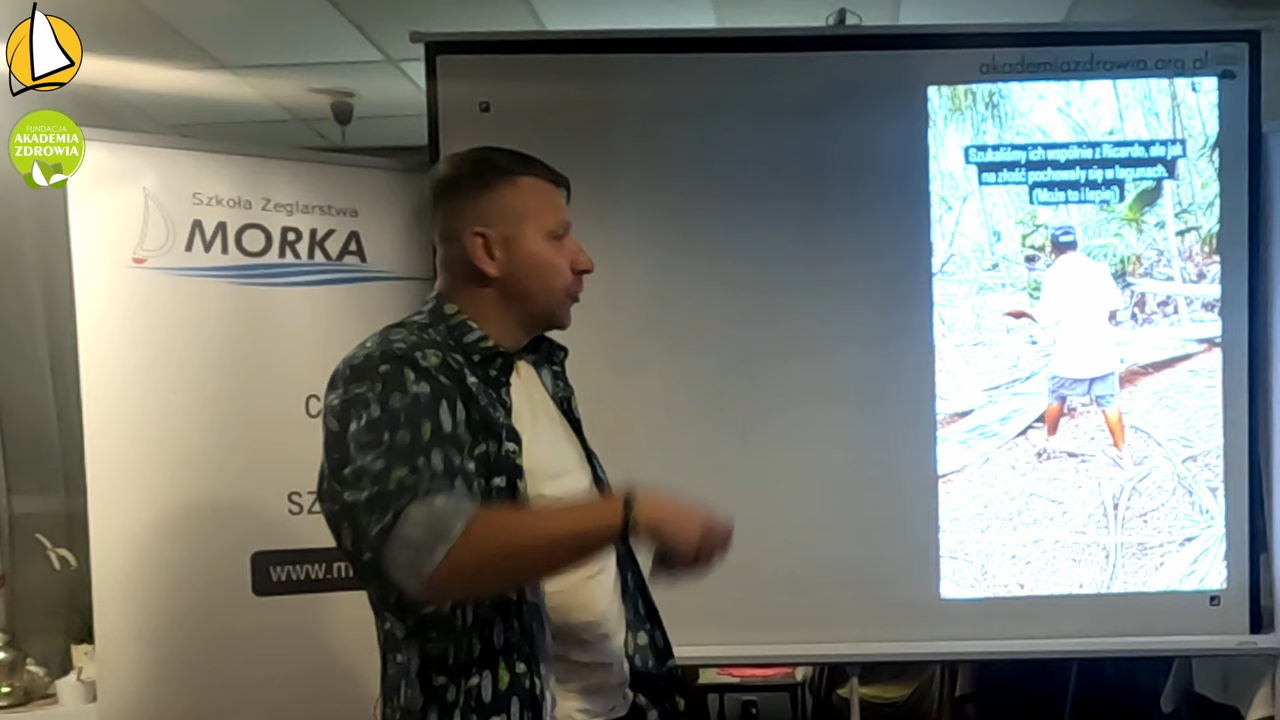 FUNDACJA
AKADEMIA
ZDROWIA
Szkoła Żeglarstwa
MORKA
C
SZ
www.m
akademiazdrowia.org.pl
Szukaliśmy ich wspólnie z Ricardo, ale jak
na złość pochowały się w lagunach.
(Może to i lepiej)